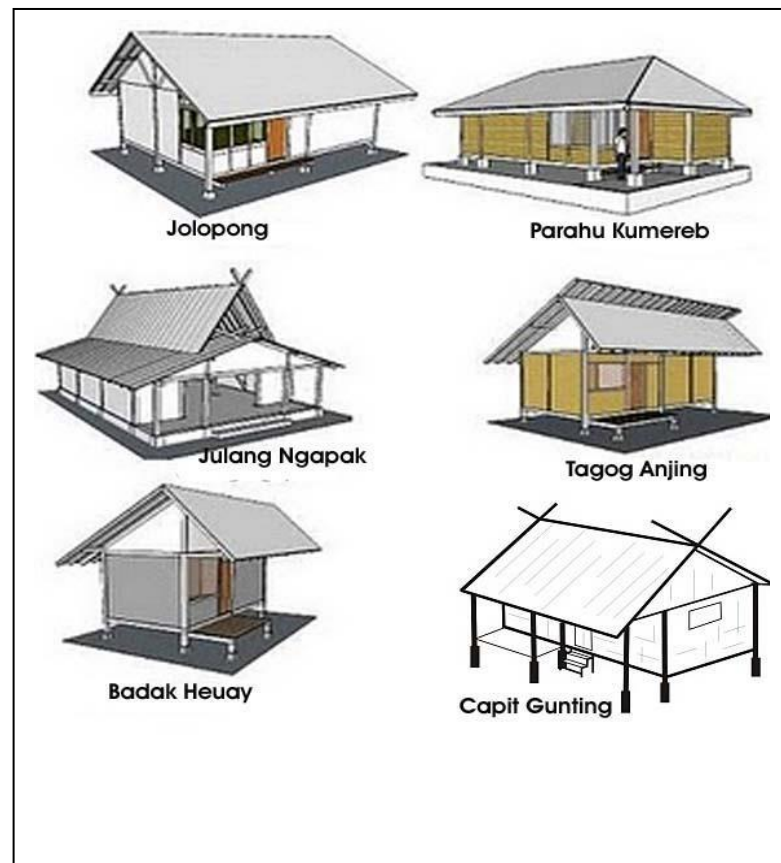 Jolopong
Parahu Kumereb
Julang Ngapak
Tagog Anjing
Badak Heuay
Capit Gunting